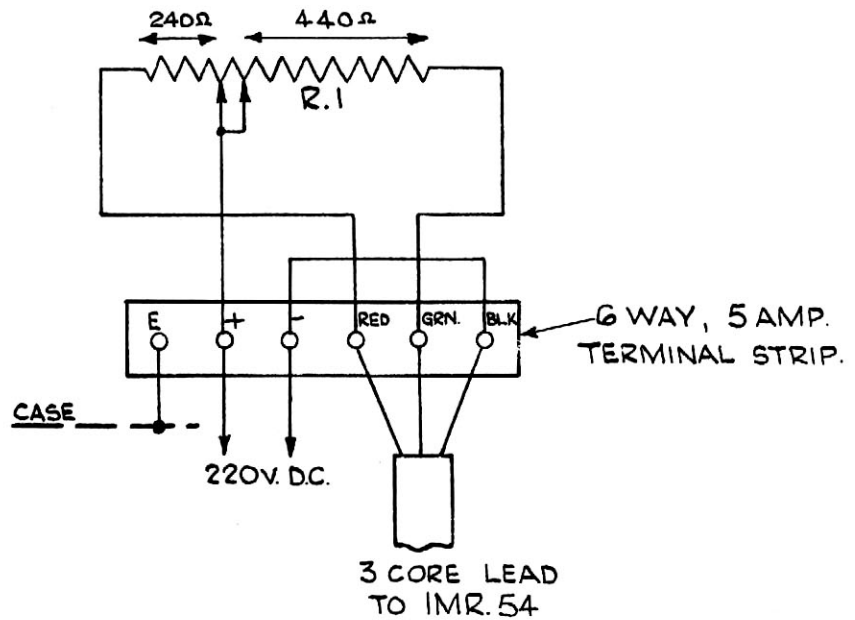 240Ω 440Ω
R.1
E + - RED GRN. BLK
6 WAY, 5 AMP.
TERMINAL STRIP.
CASE
220V. D.C.
3 CORE LEAD
TO IMR.54